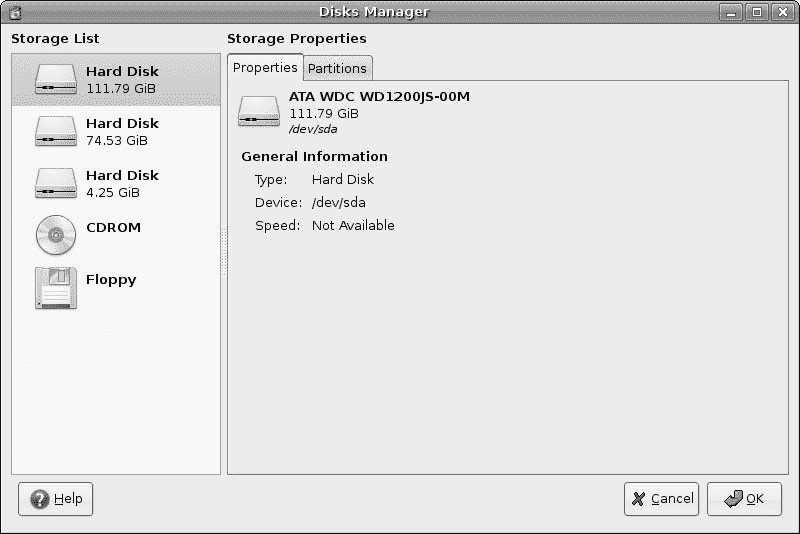 Disks Manager
Storage List
Hard Disk
111.79 GiB
Hard Disk
74.53 GiB
Hard Disk
4.25 GiB
CDROM
Floppy
Storage Properties
Properties Partitions
ATA WDC WD1200JS-00M
111.79 GiB
/dev/sda
General Information
Type: Hard Disk
Device: /dev/sda
Speed: Not Available
Help Cancel OK